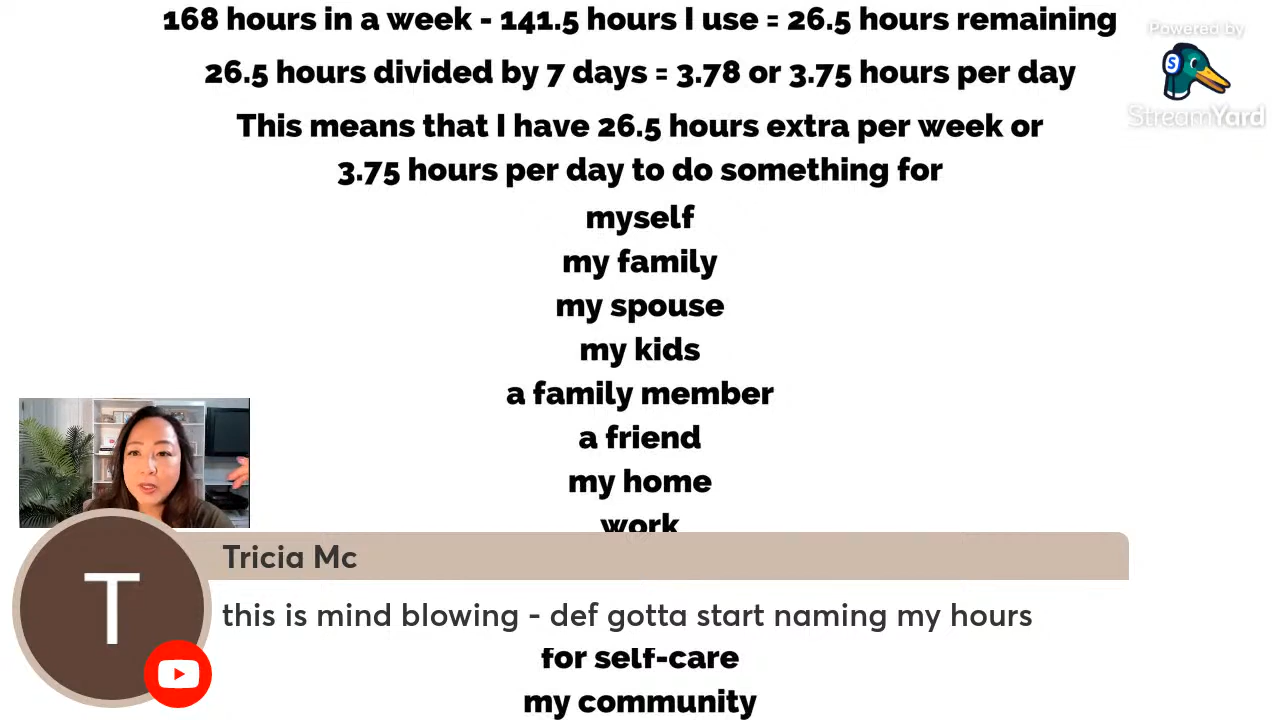 168 hours in a week - 141.5 hours I use = 26.5 hours remaining
Powered by
26.5 hours divided by 7 days = 3.78 or 3.75 hours per day
S
StreamYard
This means that I have 26.5 hours extra per week or
3.75 hours per day to do something for
myself
my family
my spouse
my kids
a family member
a friend
my home
work
Tricia Mc
T
this is mind blowing - def gotta start naming my hours
for self-care
my community